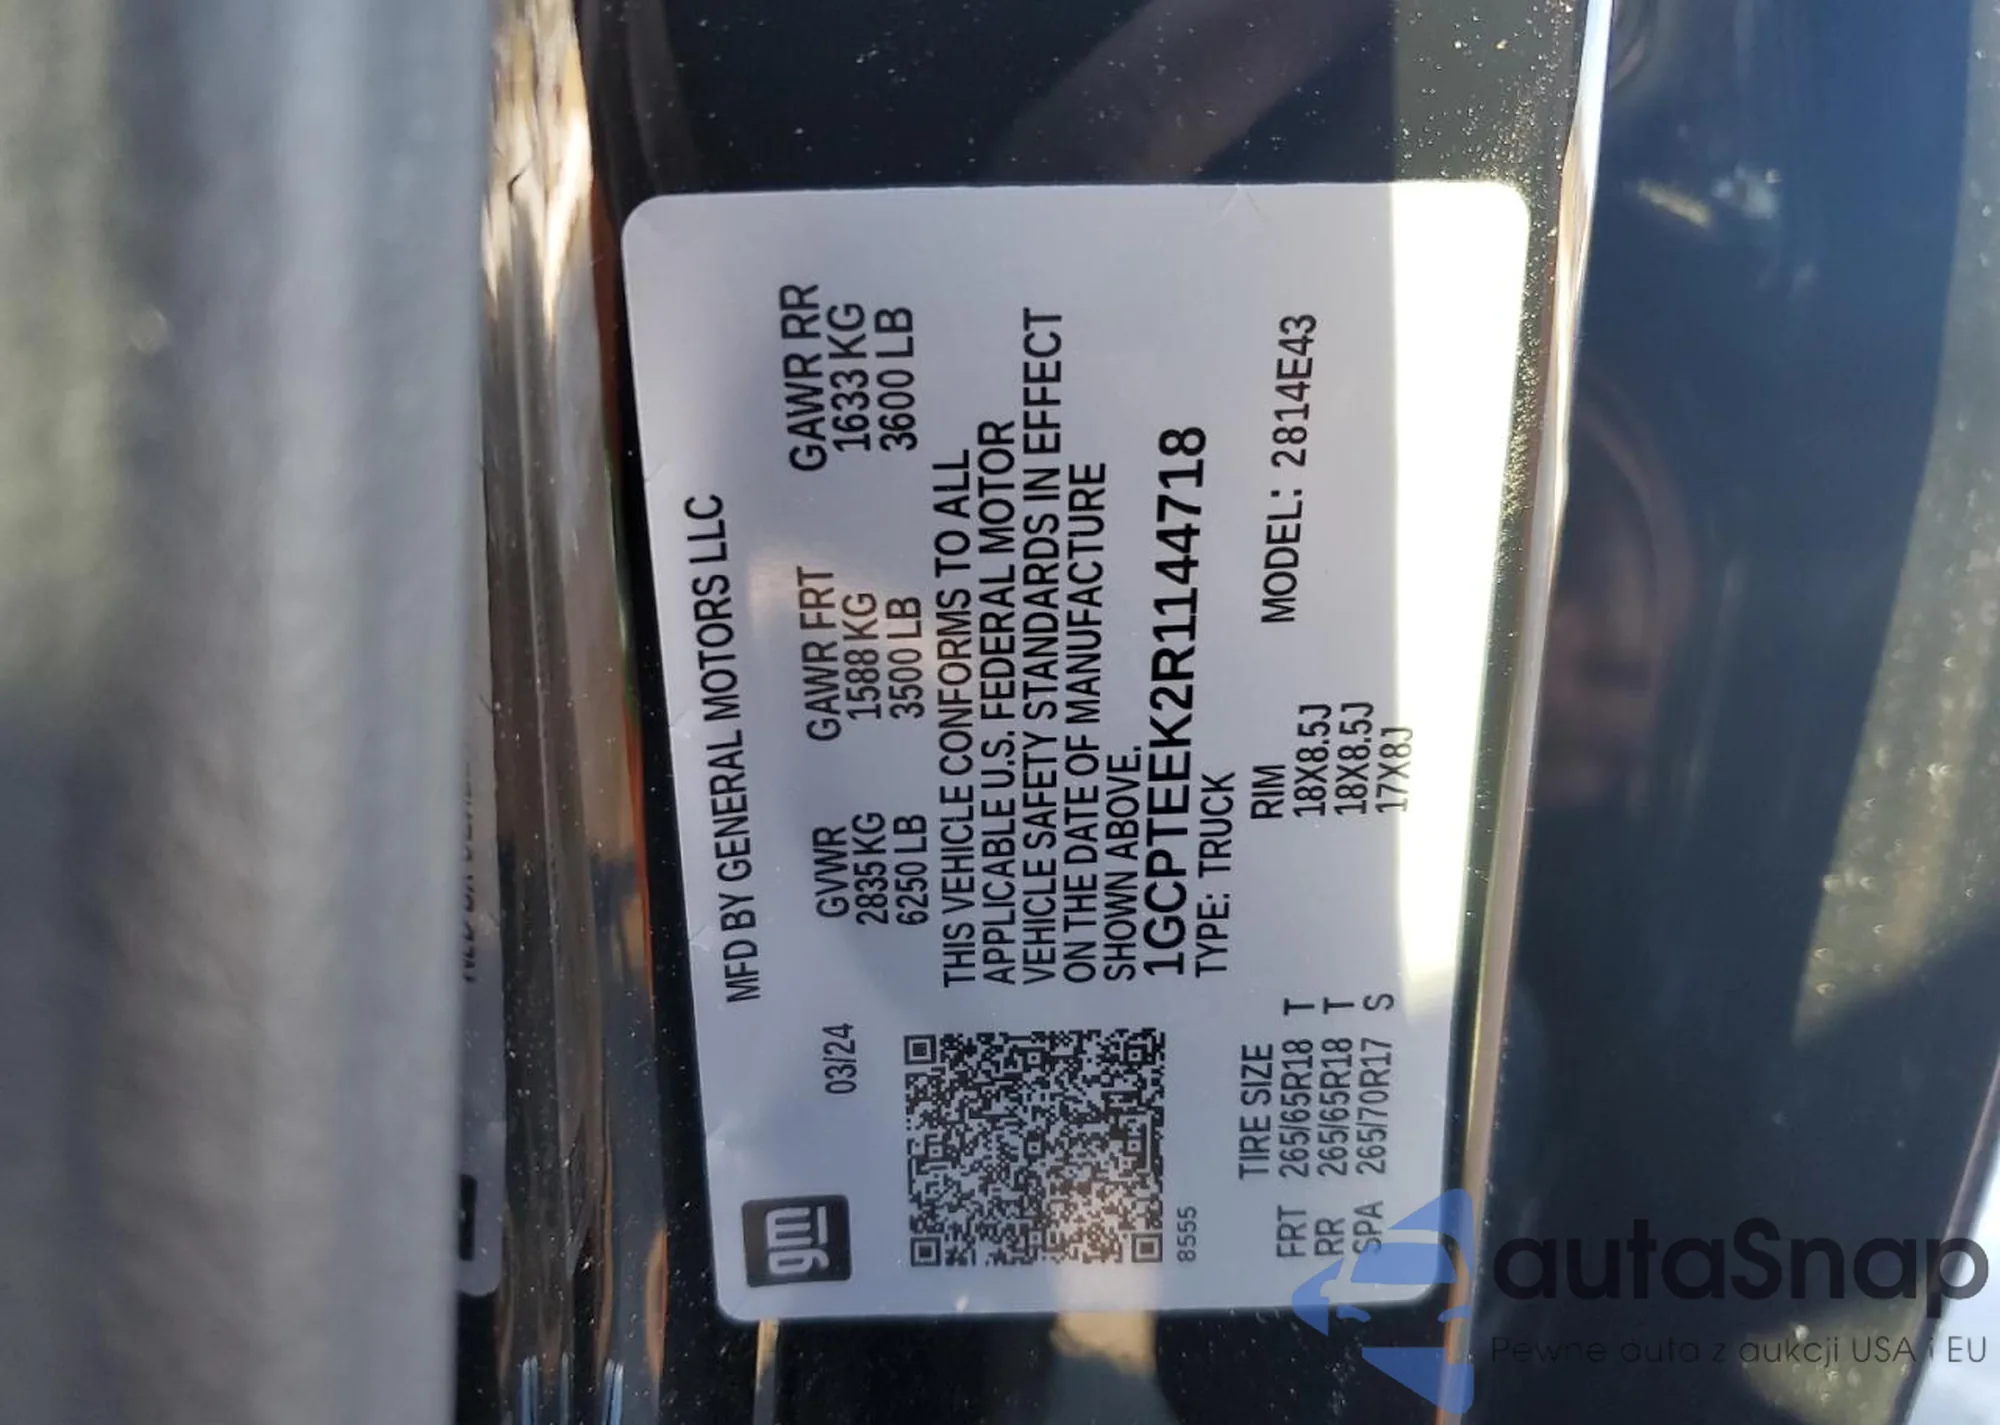 MFD BY GENERAL MOTORS LLC
gm
03/24
GVWR GAWR FRT GAWR RR
2835 KG 1588 KG 1633 KG
6250 LB 3500 LB 3600 LB
THIS VEHICLE CONFORMS TO ALL
APPLICABLE U.S. FEDERAL MOTOR
VEHICLE SAFETY STANDARDS IN EFFECT
ON THE DATE OF MANUFACTURE
SHOWN ABOVE.
1GCPTEEK2R1144718
TYPE: TRUCK
8555
MODEL: 2814E43
TIRE SIZE RIM
FRT 265/65R18 T 18X8.5J
RR 265/65R18 T 18X8.5J
SPA 265/70R17 S 17X8J
autaSnap
Pewne auta z aukcji USA i EU